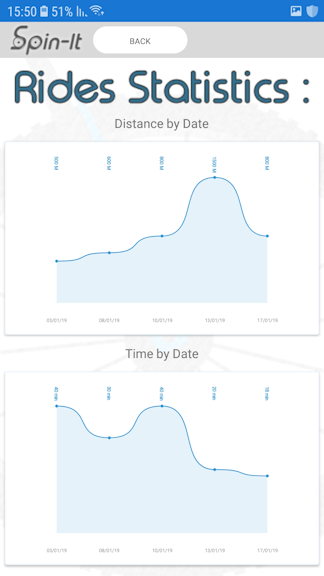 15:50 51%
Spin-It BACK
Rides Statistics :
Distance by Date
500 M 600 M 800 M 1500 M 800 M
03/01/19 08/01/19 10/01/19 10/01/19 17/01/19
Time by Date
40 min 30 min 40 min 20 min 18 min
03/01/19 08/01/19 10/01/19 10/01/19 17/01/19